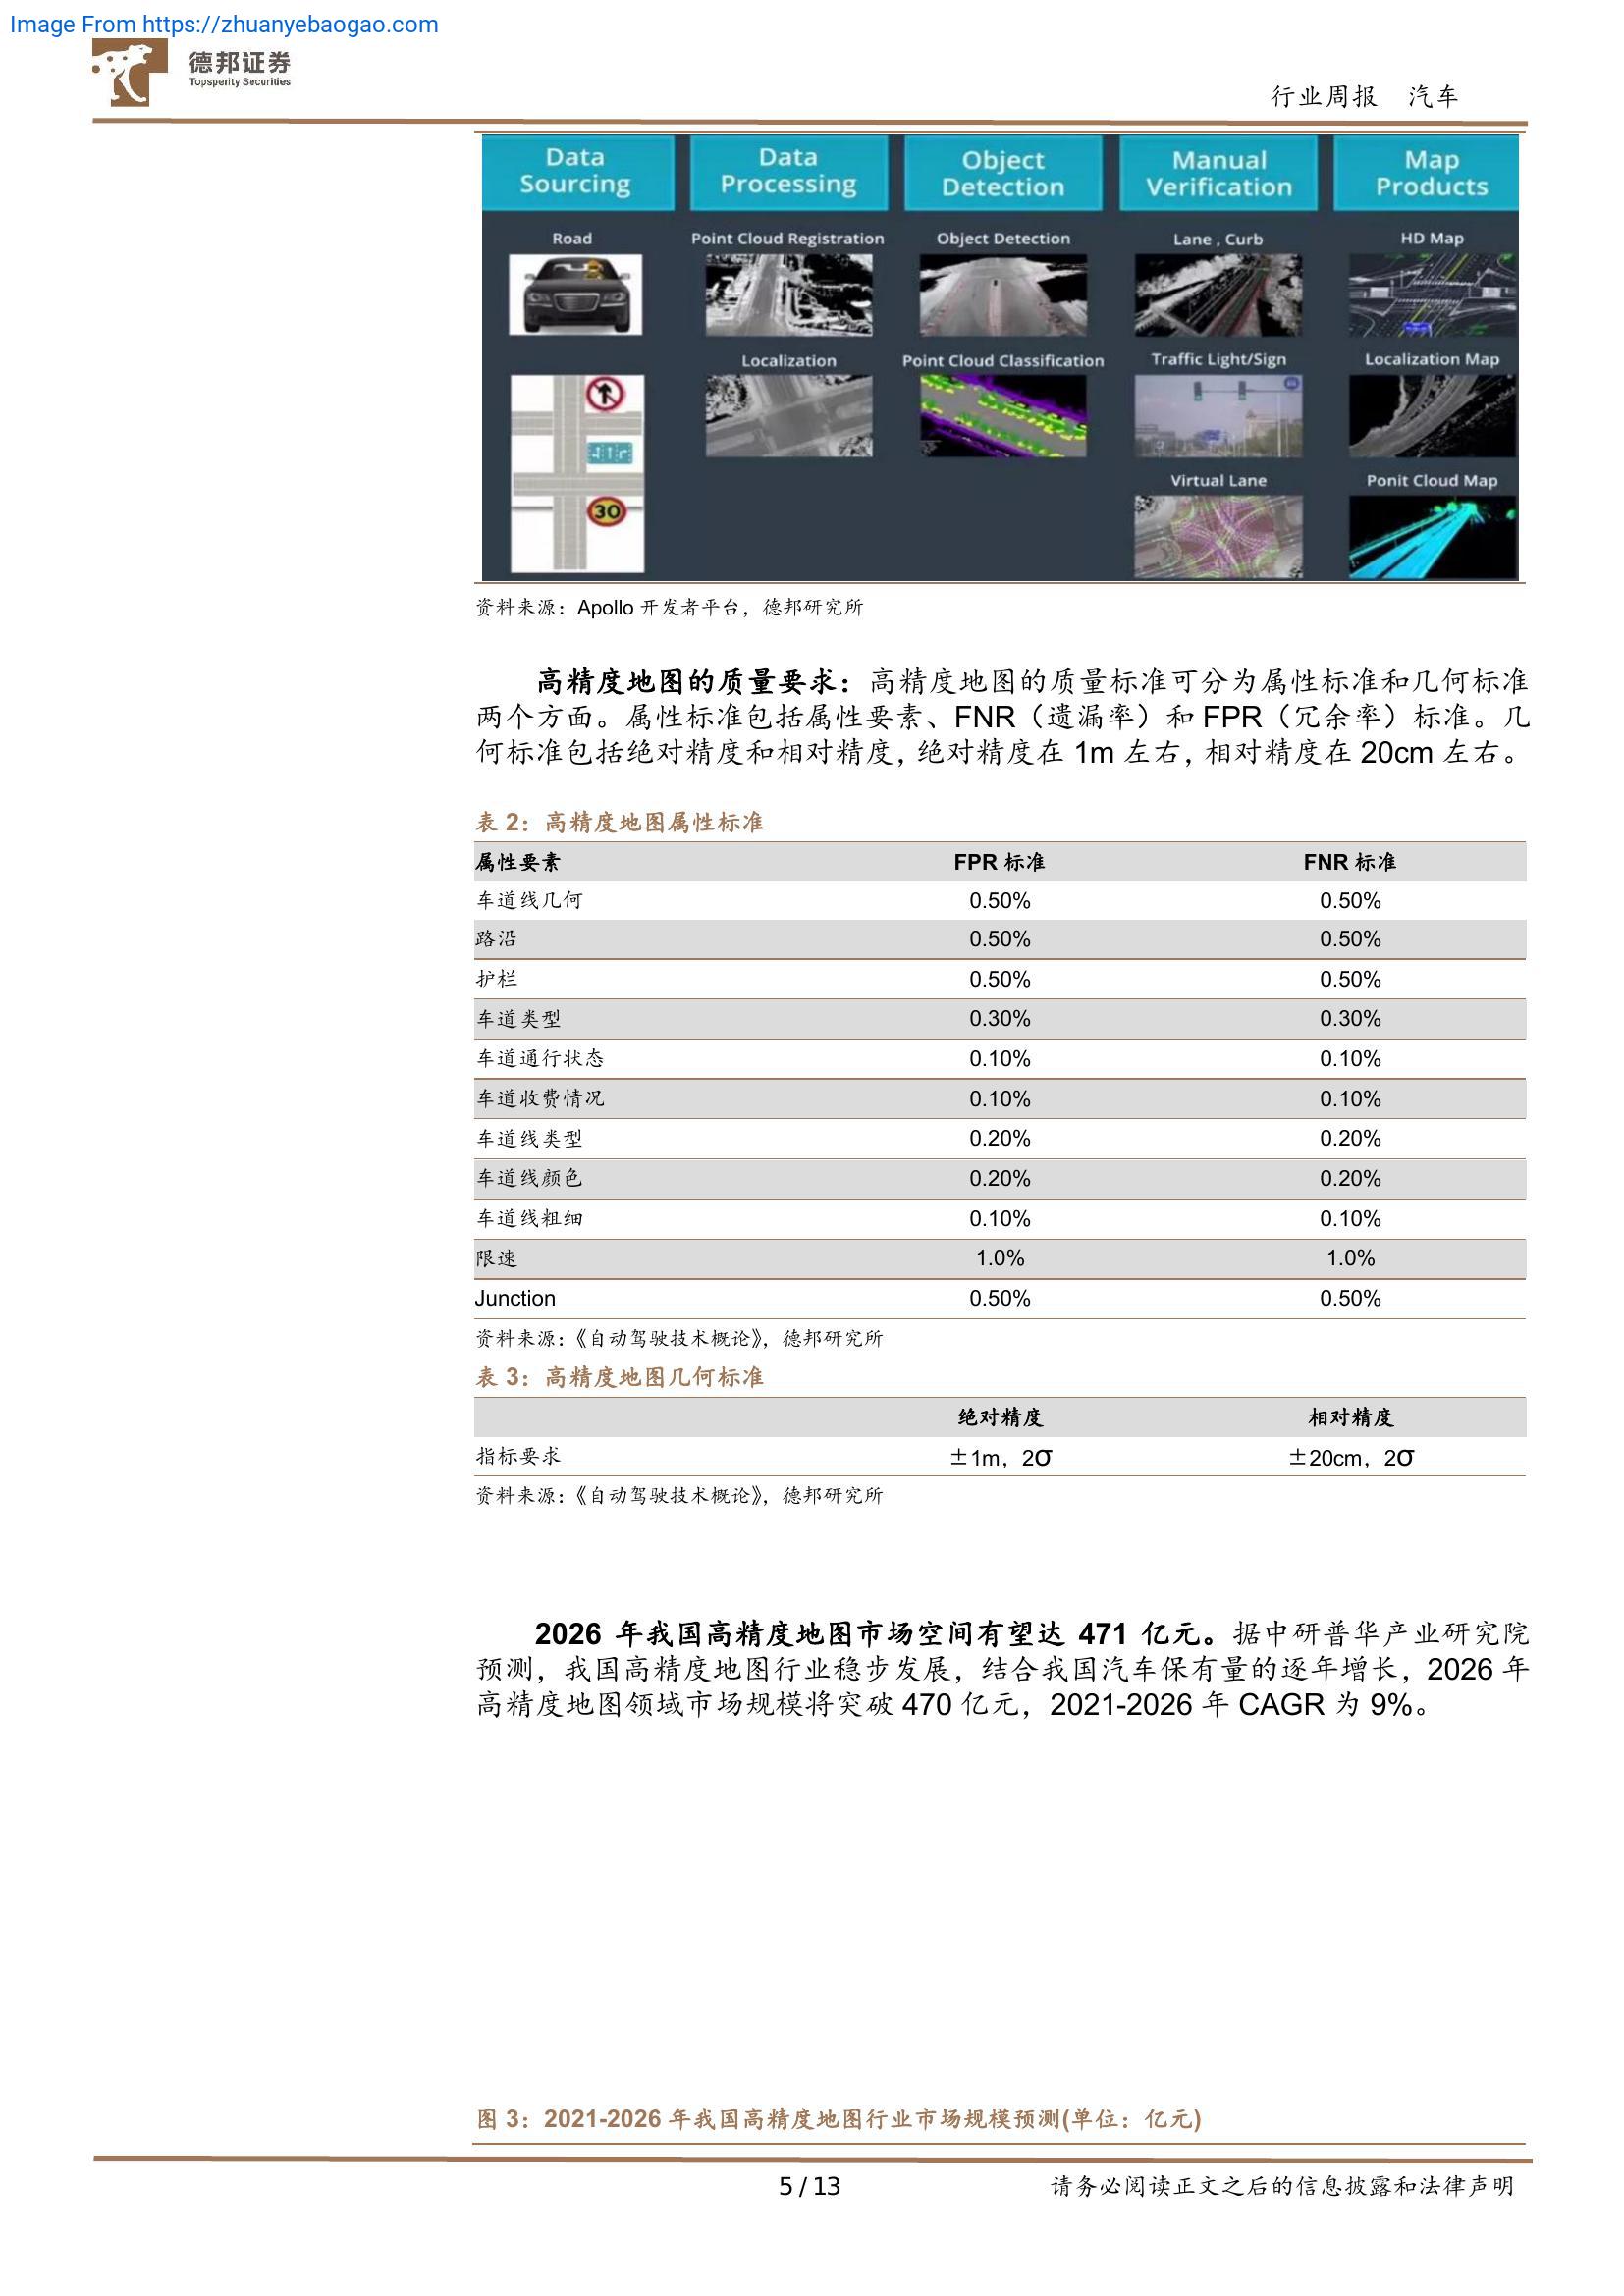 Image From https://zhuanyebaogao.com
德邦证券
Topsperity Securities
行业周报 汽车
Data Sourcing
Data Processing
Object Detection
Manual Verification
Map Products
Road
Point Cloud Registration
Object Detection
Lane , Curb
HD Map
Localization
Point Cloud Classification
Traffic Light/Sign
Localization Map
30
Virtual Lane
Ponit Cloud Map
资料来源：Apollo 开发者平台，德邦研究所
高精度地图的质量要求：高精度地图的质量标准可分为属性标准和几何标准
两个方面。属性标准包括属性要素、FNR（遗漏率）和 FPR（冗余率）标准。几
何标准包括绝对精度和相对精度，绝对精度在 1m 左右，相对精度在 20cm 左右。
表 2：高精度地图属性标准
属性要素 FPR 标准 FNR 标准
车道线几何 0.50% 0.50%
路沿 0.50% 0.50%
护栏 0.50% 0.50%
车道类型 0.30% 0.30%
车道通行状态 0.10% 0.10%
车道收费情况 0.10% 0.10%
车道线类型 0.20% 0.20%
车道线颜色 0.20% 0.20%
车道线粗细 0.10% 0.10%
限速 1.0% 1.0%
Junction 0.50% 0.50%
资料来源：《自动驾驶技术概论》，德邦研究所
表 3：高精度地图几何标准
绝对精度 相对精度
指标要求 ±1m，2σ ±20cm，2σ
资料来源：《自动驾驶技术概论》，德邦研究所
2026 年我国高精度地图市场空间有望达 471 亿元。据中研普华产业研究院
预测，我国高精度地图行业稳步发展，结合我国汽车保有量的逐年增长，2026 年
高精度地图领域市场规模将突破 470 亿元，2021-2026 年 CAGR 为 9%。
图 3：2021-2026 年我国高精度地图行业市场规模预测(单位：亿元)
5 / 13
请务必阅读正文之后的信息披露和法律声明